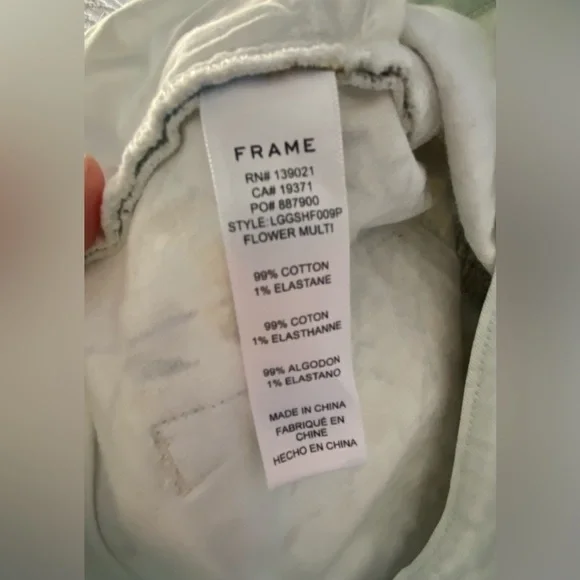 FRAME
RN# 139021
CA# 19371
PO# 887900
STYLE:LGGSHF009P
FLOWER MULTI
99% COTTON
1% ELASTANE
99% COTON
1% ELASTHANNE
99% ALGODON
1% ELASTANO
MADE IN CHINA
FABRIQUÉ EN
CHINE
HECHO EN CHINA